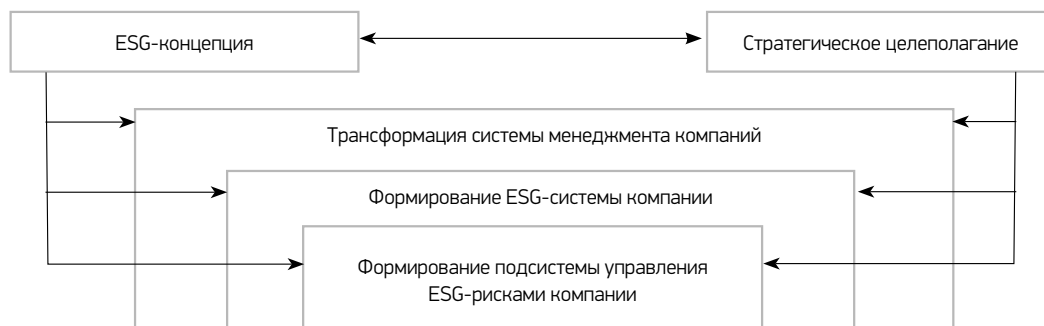 ESG-концепция
Стратегическое целеполагание
Трансформация системы менеджмента компаний
Формирование ESG-системы компании
Формирование подсистемы управления
ESG-рисками компании